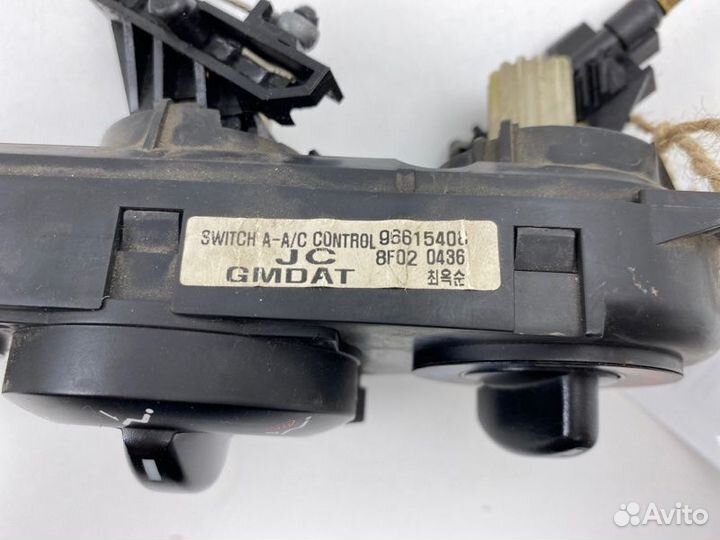 SWITCH A-A/C CONTROL 96615408
JC 8F02 0436
GMDAT 최옥순
Avito